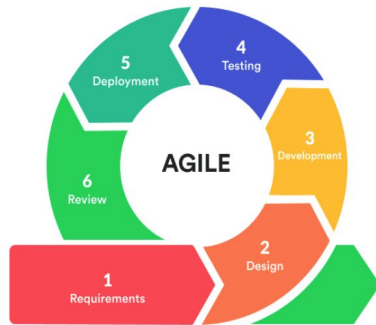 AGILE
1
Requirements
2
Design
3
Development
4
Testing
5
Deployment
6
Review